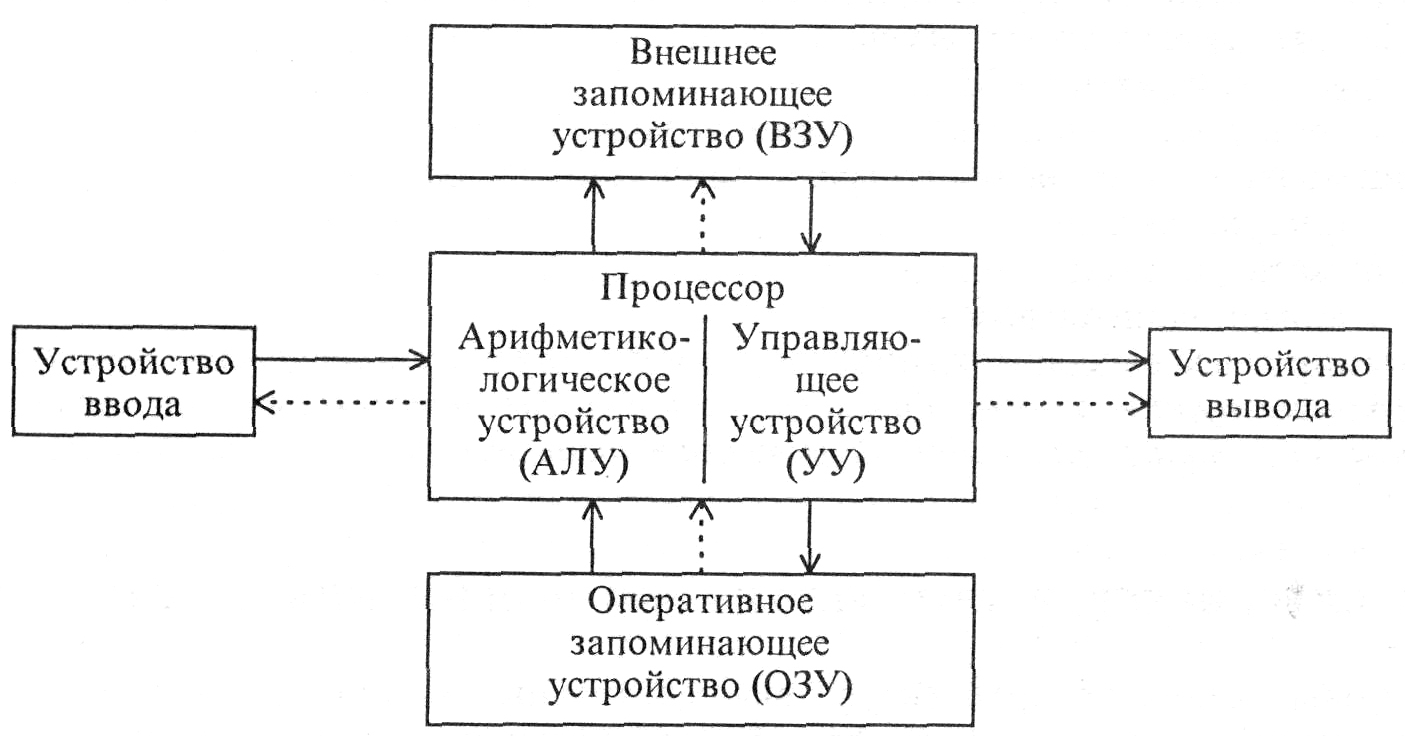 Внешнее
запоминающее
устройство (ВЗУ)
Процессор
Арифметико-
логическое
устройство
(АЛУ)
Управляю-
щее
устройство
(УУ)
Устройство
ввода
Устройство
вывода
Оперативное
запоминающее
устройство (ОЗУ)